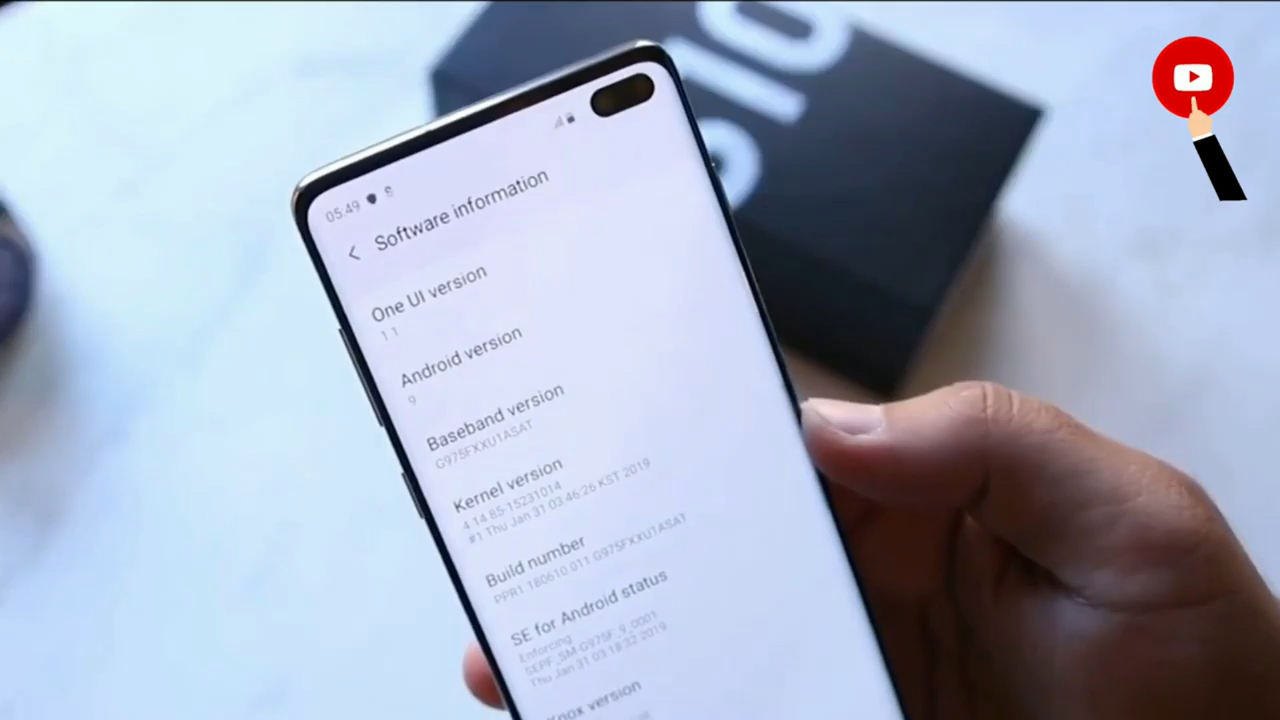 S10
05:49
Software information
One UI version
1.1
Android version
9
Baseband version
G975FXXU1ASAT
Kernel version
4.14.85-15231014
#1 Thu Jan 31 03:46:26 KST 2019
Build number
PPR1.180610.011.G975FXXU1ASAT
SE for Android status
Enforcing
SEPF_SM-G975F_9_0001
Thu Jan 31 03:18:32 2019
Knox version